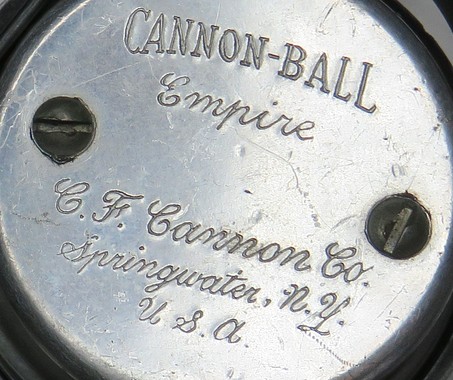 CANNON-BALL
Empire
C. F. Cannon Co.
Springwater, N.Y.
U.S.A.